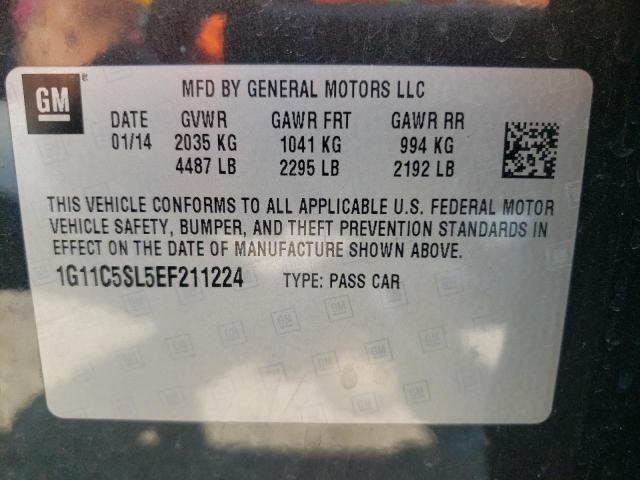 GM ®
MFD BY GENERAL MOTORS LLC
DATE GVWR GAWR FRT GAWR RR
01/14 2035 KG 1041 KG 994 KG
4487 LB 2295 LB 2192 LB
THIS VEHICLE CONFORMS TO ALL APPLICABLE U.S. FEDERAL MOTOR
VEHICLE SAFETY, BUMPER, AND THEFT PREVENTION STANDARDS IN
EFFECT ON THE DATE OF MANUFACTURE SHOWN ABOVE.
1G11C5SL5EF211224 TYPE: PASS CAR